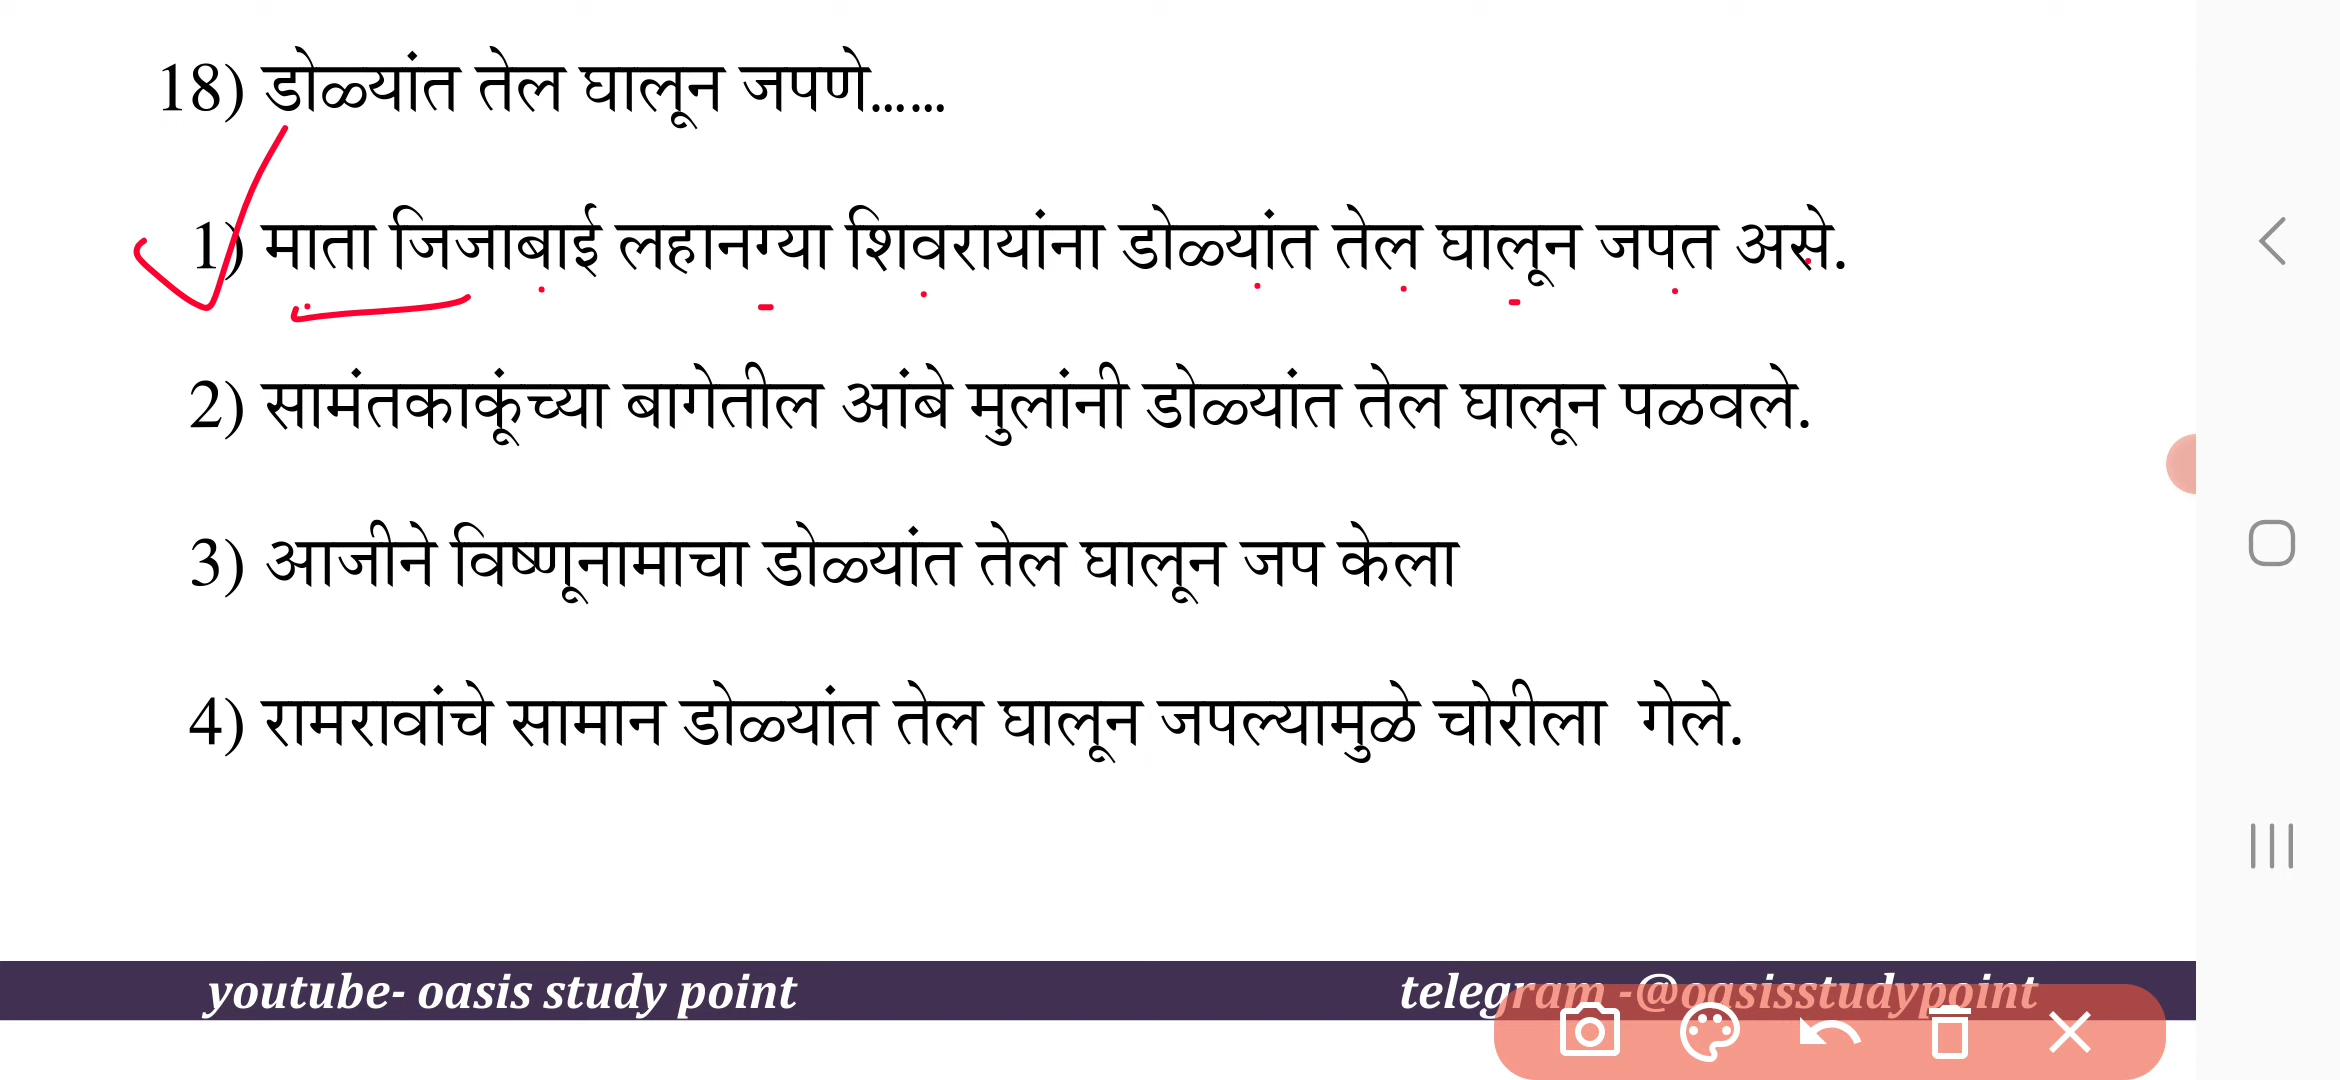 18) डोळ्यांत तेल घालून जपणे......
1) माता जिजाबाई लहानग्या शिवरायांना डोळ्यांत तेल घालून जपत असे.
2) सामंतकाकूंच्या बागेतील आंबे मुलांनी डोळ्यांत तेल घालून पळवले.
3) आजीने विष्णूनामाचा डोळ्यांत तेल घालून जप केला
4) रामरावांचे सामान डोळ्यांत तेल घालून जपल्यामुळे चोरीला गेले.
youtube- oasis study point telegram -@oasisstudypoint